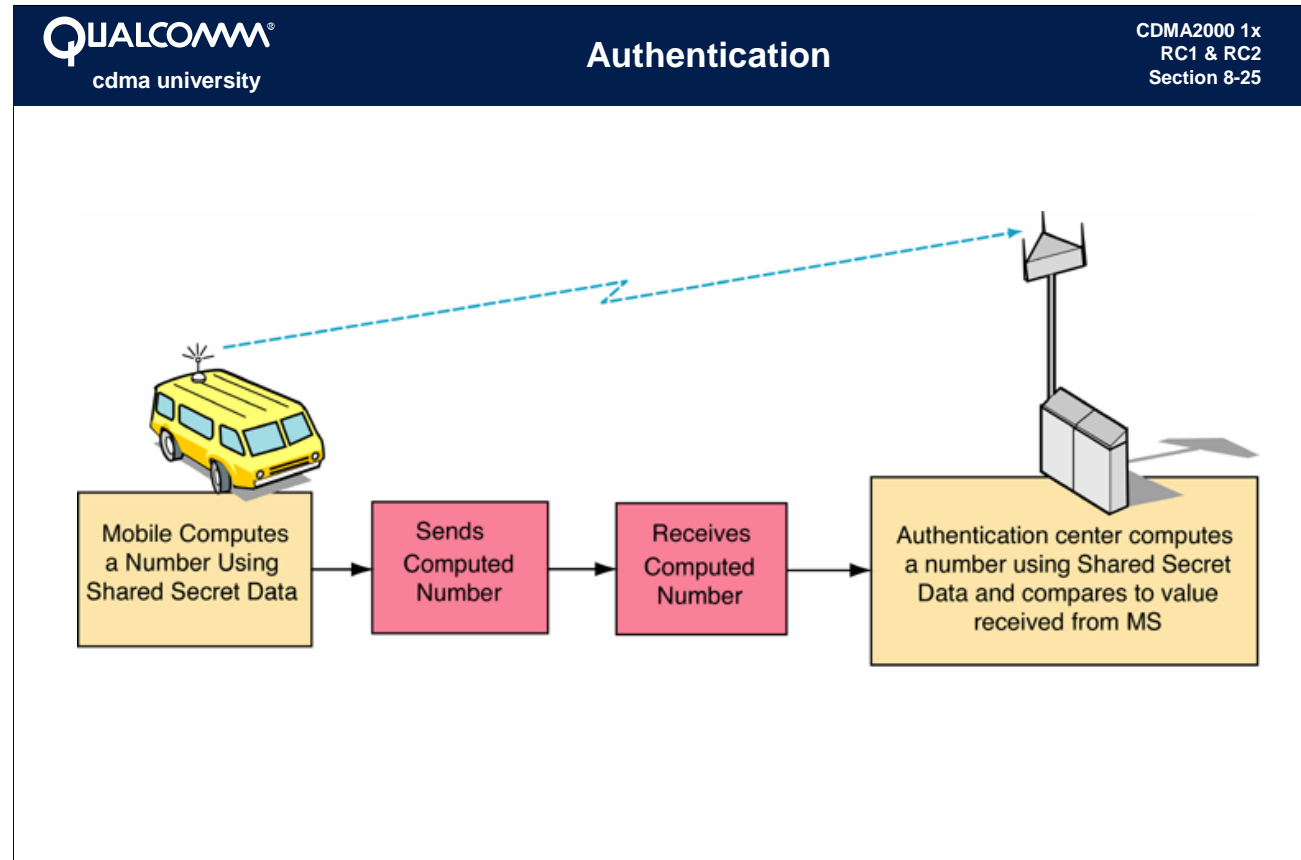 QUALCOMM®
cdma university
Authentication
CDMA2000 1x
RC1 & RC2
Section 8-25
Mobile Computes
a Number Using
Shared Secret Data
Sends
Computed
Number
Receives
Computed
Number
Authentication center computes
a number using Shared Secret
Data and compares to value
received from MS